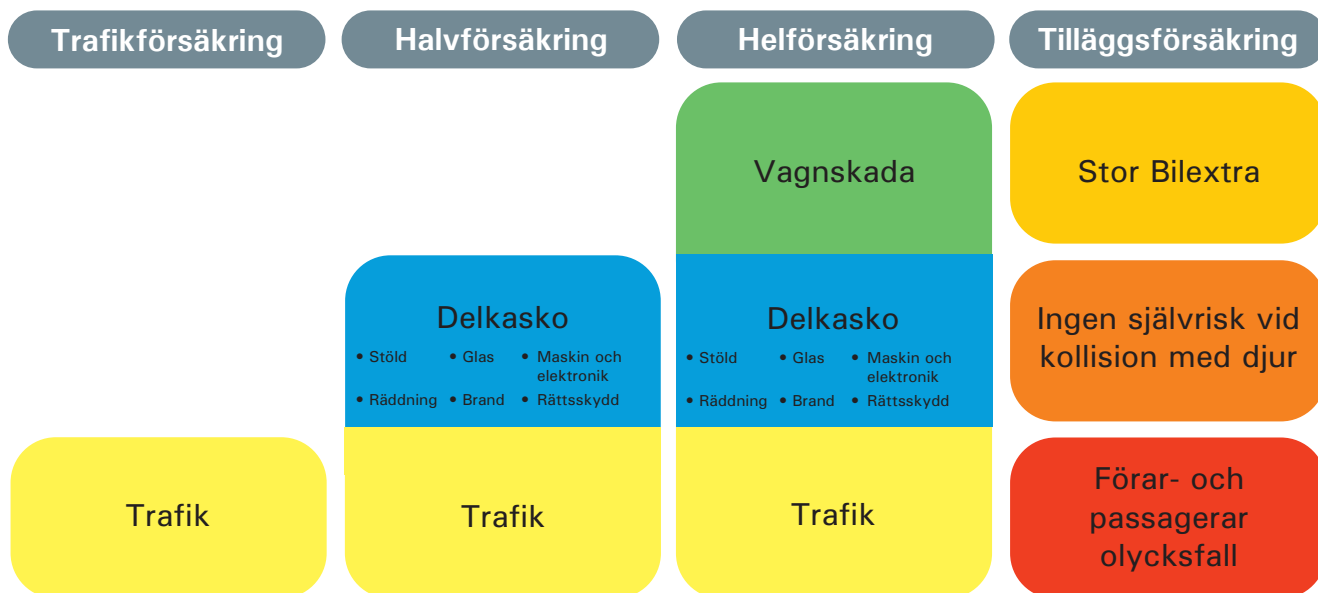 Trafikförsäkring
Halvförsäkring
Helförsäkring
Tilläggsförsäkring
Vagnskada
Stor Bilextra
Delkasko
• Stöld • Glas • Maskin och
elektronik
• Räddning • Brand • Rättsskydd
Delkasko
• Stöld • Glas • Maskin och
elektronik
• Räddning • Brand • Rättsskydd
Ingen självrisk vid
kollision med djur
Trafik
Trafik
Trafik
Förar- och
passagerar
olycksfall